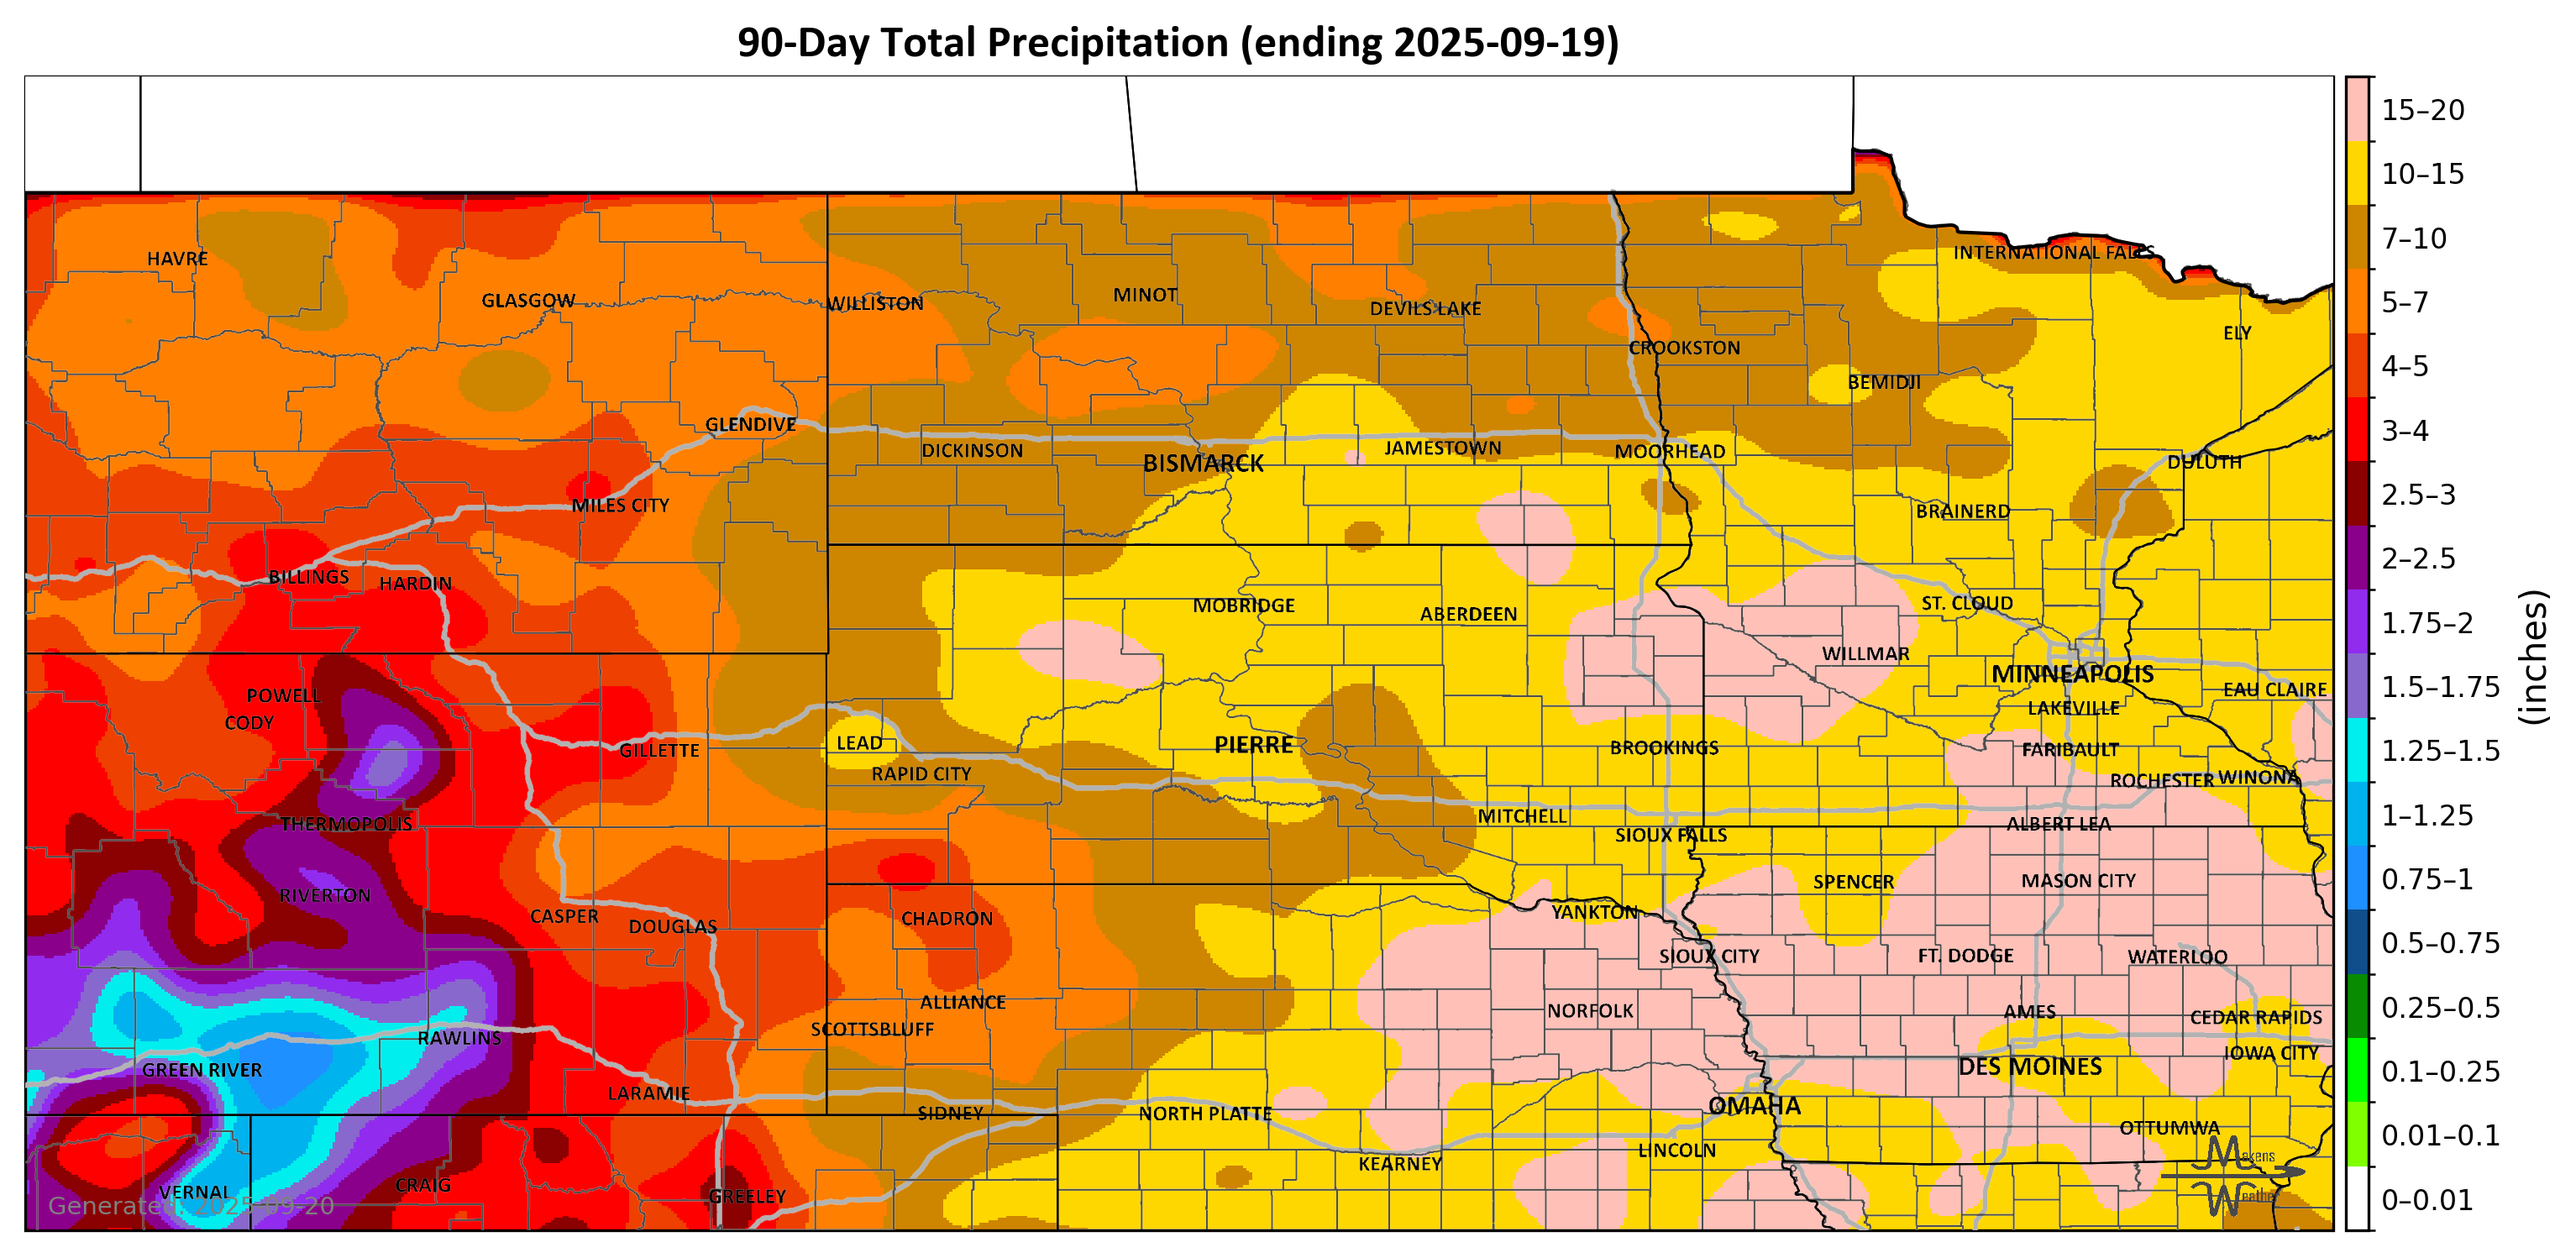 90-Day Total Precipitation (ending 2025-09-19)
15–20
10–15
7–10
5–7
4–5
3–4
2.5–3
2–2.5
1.75–2
1.5–1.75
1.25–1.5
1–1.25
0.75–1
0.5–0.75
0.25–0.5
0.1–0.25
0.01–0.1
0–0.01
(inches)
INTERNATIONAL FALLS
HAVRE
GLASGOW
WILLISTON
MINOT
DEVILS LAKE
ELY
CROOKSTON
BEMIDJI
GLENDIVE
DICKINSON
BISMARCK
JAMESTOWN
MOORHEAD
DULUTH
MILES CITY
BRAINERD
BILLINGS
HARDIN
MOBRIDGE
ABERDEEN
ST. CLOUD
WILLMAR
MINNEAPOLIS
EAU CLAIRE
POWELL
CODY
LAKEVILLE
GILLETTE
LEAD
PIERRE
BROOKINGS
FARIBAULT
RAPID CITY
ROCHESTER
WINONA
THERMOPOLIS
MITCHELL
SIOUX FALLS
ALBERT LEA
RIVERTON
SPENCER
MASON CITY
CASPER
DOUGLAS
CHADRON
YANKTON
SIOUX CITY
FT. DODGE
WATERLOO
ALLIANCE
NORFOLK
AMES
CEDAR RAPIDS
SCOTTSBLUFF
RAWLINS
IOWA CITY
GREEN RIVER
DES MOINES
LARAMIE
SIDNEY
NORTH PLATTE
OMAHA
OTTUMWA
LINCOLN
KEARNEY
VERNAL
CRAIG
GREELEY
Generated: 2025-09-20
Makens
Weather